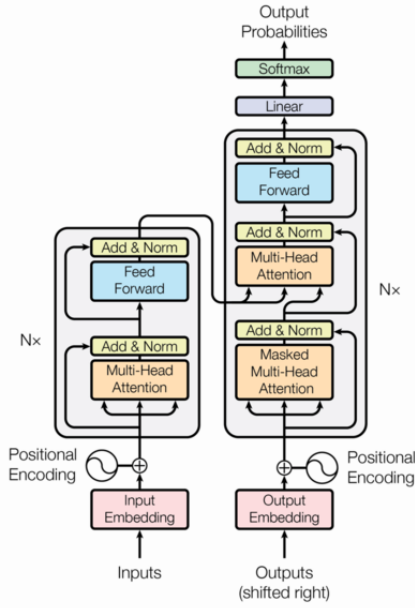 Output
Probabilities
Softmax
Linear
Add & Norm
Feed
Forward
Add & Norm
Multi-Head
Attention
Add & Norm
Masked
Multi-Head
Attention
N×
Add & Norm
Feed
Forward
Add & Norm
Multi-Head
Attention
N×
Positional
Encoding
Positional
Encoding
Input
Embedding
Output
Embedding
Inputs
Outputs
(shifted right)